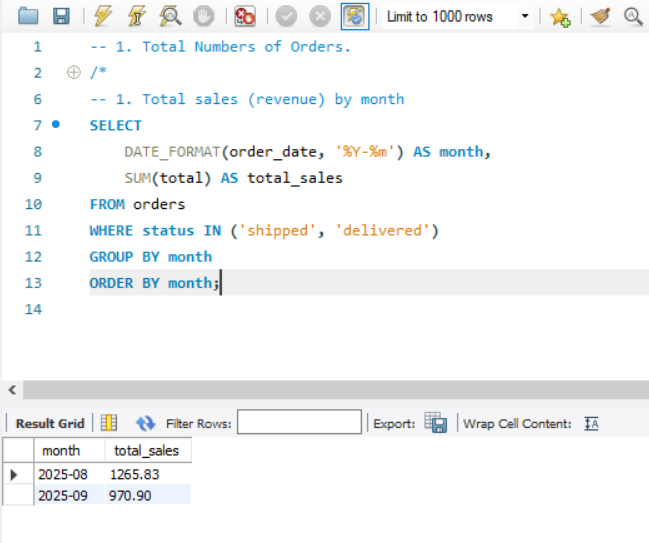 Limit to 1000 rows
1 -- 1. Total Numbers of Orders.
2 /*
6 -- 1. Total sales (revenue) by month
7 SELECT
8 DATE_FORMAT(order_date, '%Y-%m') AS month,
9 SUM(total) AS total_sales
10 FROM orders
11 WHERE status IN ('shipped', 'delivered')
12 GROUP BY month
13 ORDER BY month;
14
Result Grid Filter Rows: Export: Wrap Cell Content:
month total_sales
2025-08 1265.83
2025-09 970.90